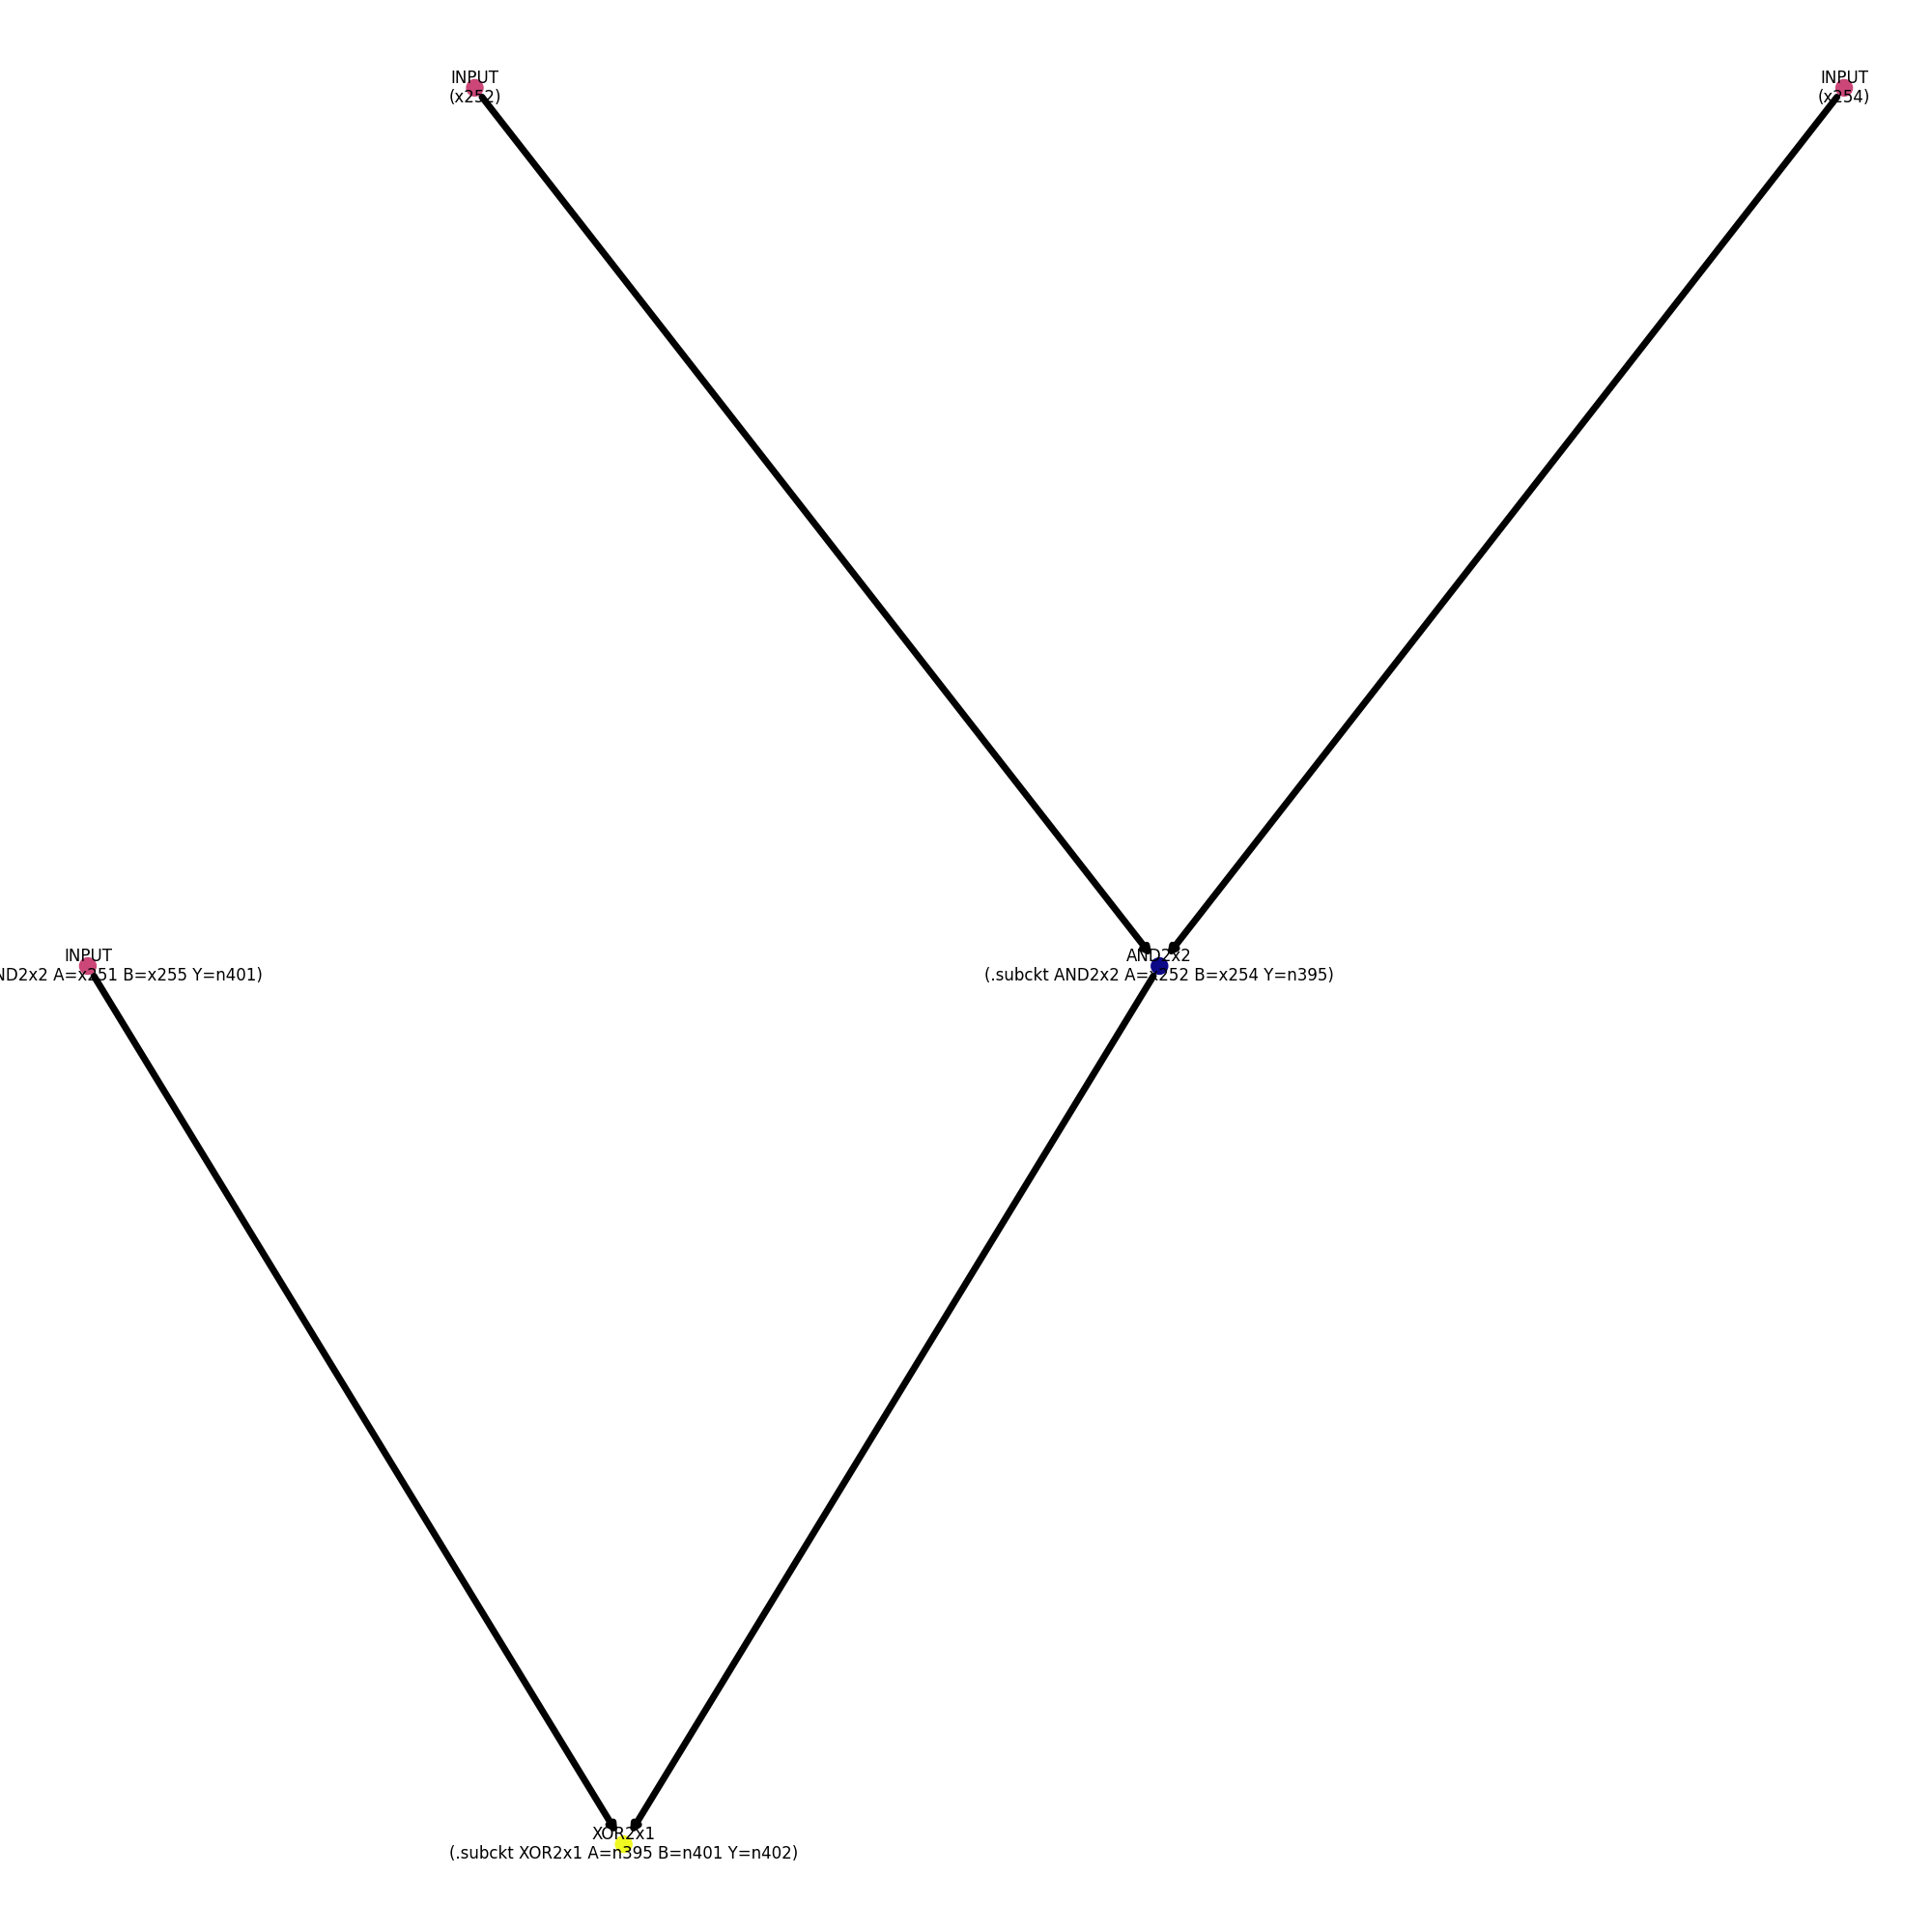 INPUT
(x252)
INPUT
(x254)
INPUT
A=x251 B=x255 Y=n401)
AND2x2
(.subckt AND2x2 A=x252 B=x254 Y=n395)
XOR2x1
(.subckt XOR2x1 A=n395 B=n401 Y=n402)